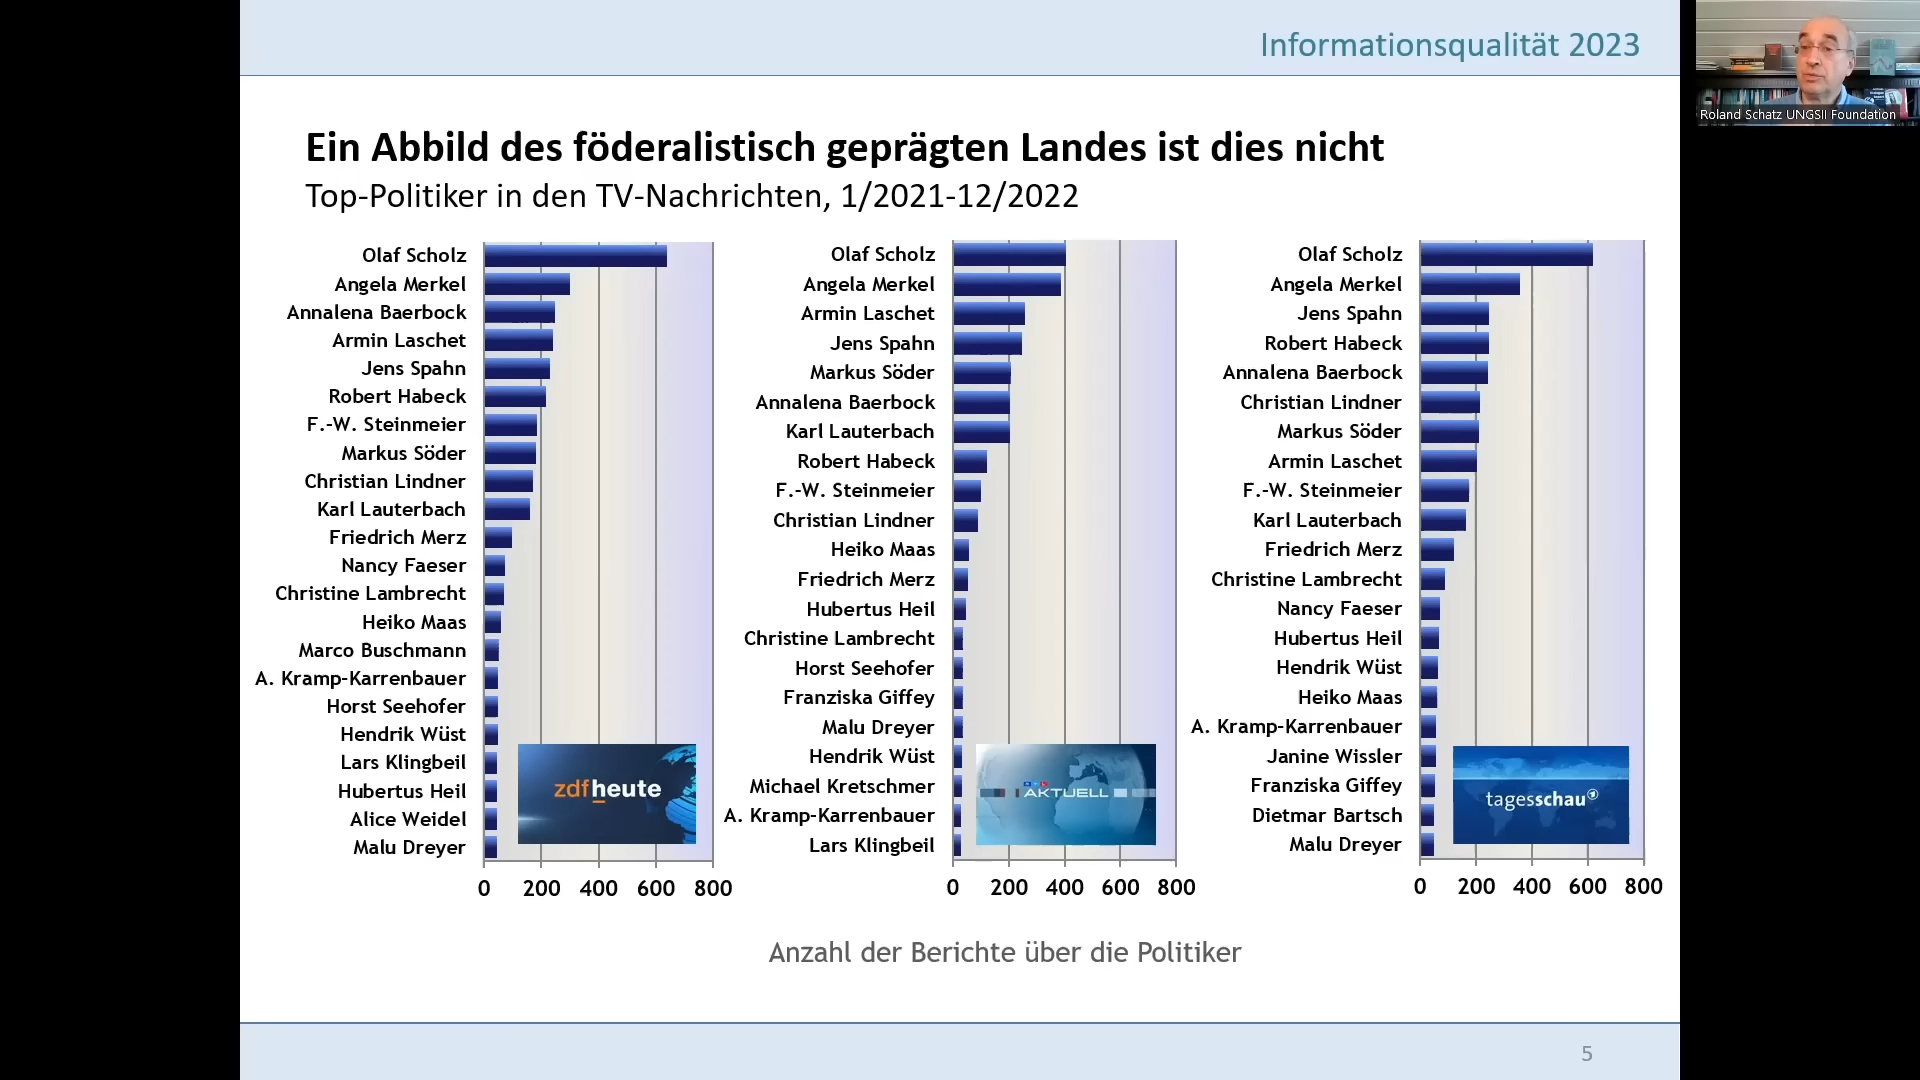 Informationsqualität 2023
Roland Schatz UNGSII Foundation
Ein Abbild des föderalistisch geprägten Landes ist dies nicht
Top-Politiker in den TV-Nachrichten, 1/2021-12/2022
Olaf Scholz
Angela Merkel
Annalena Baerbock
Armin Laschet
Jens Spahn
Robert Habeck
F.-W. Steinmeier
Markus Söder
Christian Lindner
Karl Lauterbach
Friedrich Merz
Nancy Faeser
Christine Lambrecht
Heiko Maas
Marco Buschmann
A. Kramp-Karrenbauer
Horst Seehofer
Hendrik Wüst
Lars Klingbeil
Hubertus Heil
Alice Weidel
Malu Dreyer
zdfheute
0 200 400 600 800
Olaf Scholz
Angela Merkel
Armin Laschet
Jens Spahn
Markus Söder
Annalena Baerbock
Karl Lauterbach
Robert Habeck
F.-W. Steinmeier
Christian Lindner
Heiko Maas
Friedrich Merz
Hubertus Heil
Christine Lambrecht
Horst Seehofer
Franziska Giffey
Malu Dreyer
Hendrik Wüst
Michael Kretschmer
A. Kramp-Karrenbauer
Lars Klingbeil
RTL
AKTUELL
0 200 400 600 800
Olaf Scholz
Angela Merkel
Jens Spahn
Robert Habeck
Annalena Baerbock
Christian Lindner
Markus Söder
Armin Laschet
F.-W. Steinmeier
Karl Lauterbach
Friedrich Merz
Christine Lambrecht
Nancy Faeser
Hubertus Heil
Hendrik Wüst
Heiko Maas
A. Kramp-Karrenbauer
Janine Wissler
Franziska Giffey
Dietmar Bartsch
Malu Dreyer
tagesschau
0 200 400 600 800
Anzahl der Berichte über die Politiker
5